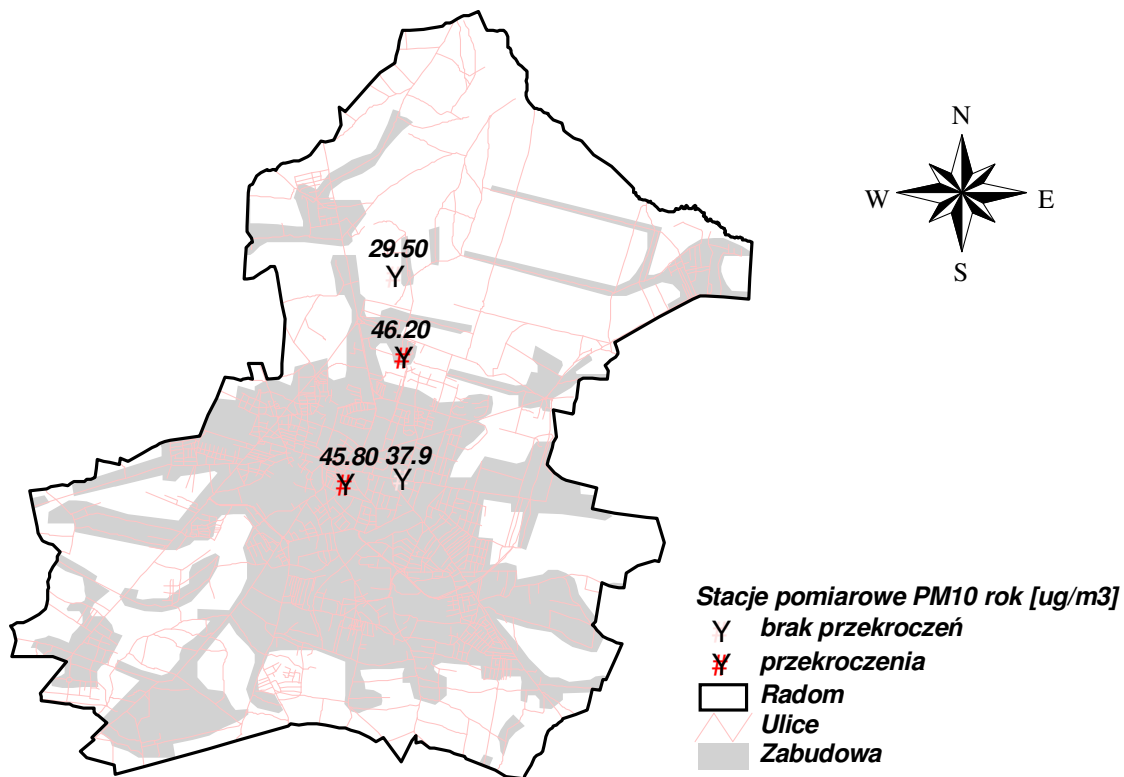 N
W E
S
29.50
46.20
45.80 37.9
Stacje pomiarowe PM10 rok [ug/m3]
brak przekroczeń
przekroczenia
Radom
Ulice
Zabudowa